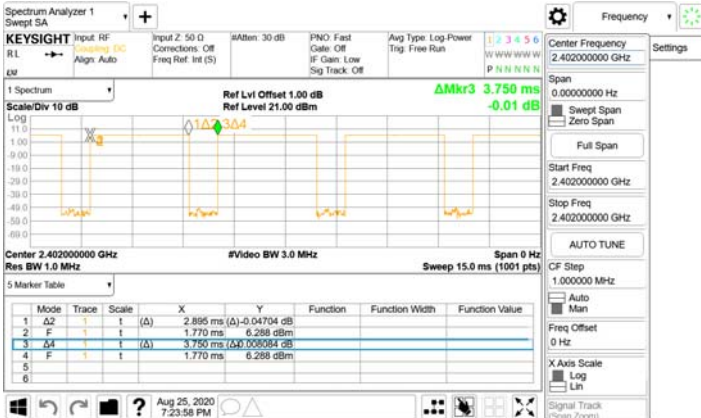 Spectrum Analyzer 1
Swept SA
+
Frequency
KEYSIGHT
Input: RF
Input Z: 50 Ω
#Atten: 30 dB
PNO: Fast
Avg Type: Log-Power
1 2 3 4 5 6
RL
Coupling: DC
Corrections: Off
Gate: Off
Trig: Free Run
W W W W W W
Align: Auto
Freq Ref: Int (S)
IF Gain: Low
Sig Track: Off
P N N N N N
LXI
1 Spectrum
Ref Lvl Offset 1.00 dB
ΔMkr3 3.750 ms
Scale/Div 10 dB
Ref Level 21.00 dBm
-0.01 dB
Log
11.0
1.00
-9.00
-19.0
-29.0
-39.0
-49.0
-59.0
-69.0
1Δ2
3Δ4
Center 2.402000000 GHz
#Video BW 3.0 MHz
Span 0 Hz
Res BW 1.0 MHz
Sweep 15.0 ms (1001 pts)
5 Marker Table
Mode Trace Scale X Y Function Function Width Function Value
1 Δ2 1 t (Δ) 2.895 ms (Δ) -0.04704 dB
2 F 1 t 1.770 ms 6.288 dBm
3 Δ4 1 t (Δ) 3.750 ms (Δ) -0.008084 dB
4 F 1 t 1.770 ms 6.288 dBm
5
6
?
Aug 25, 2020
7:23:58 PM
Center Frequency
2.402000000 GHz
Settings
Span
0.00000000 Hz
Swept Span
Zero Span
Full Span
Start Freq
2.402000000 GHz
Stop Freq
2.402000000 GHz
AUTO TUNE
CF Step
1.000000 MHz
Auto
Man
Freq Offset
0 Hz
X Axis Scale
Log
Lin
Signal Track
(Span Zoom)